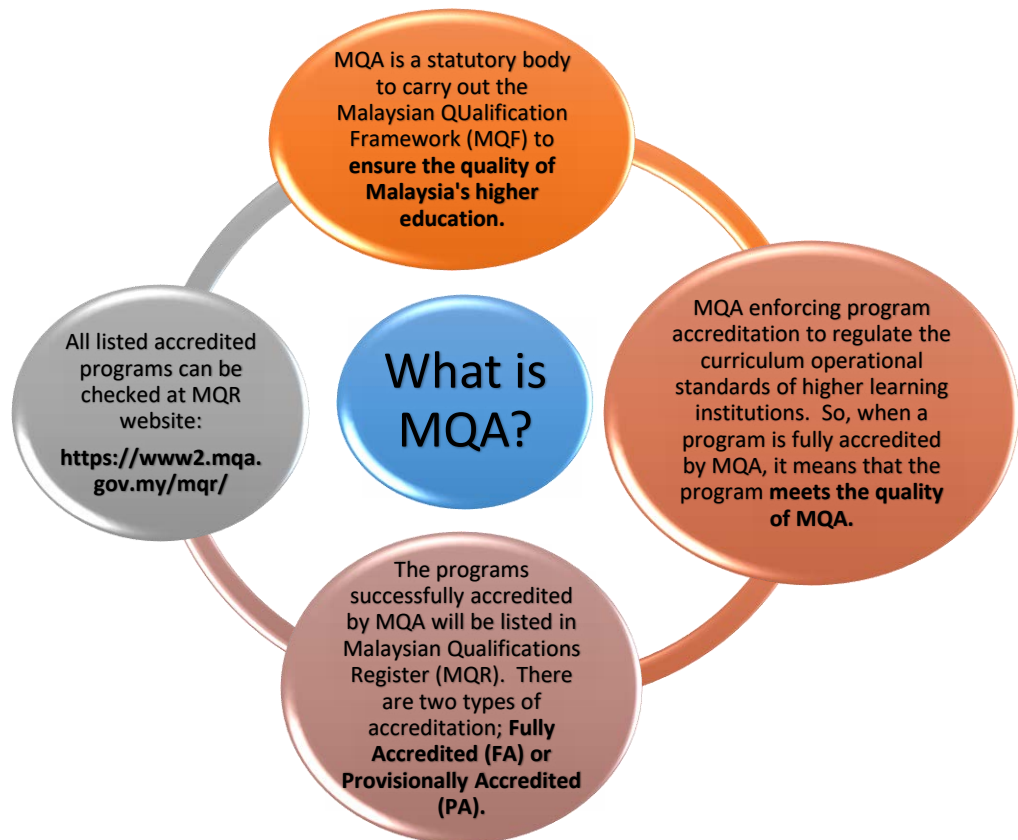 MQA is a statutory body
to carry out the
Malaysian QUalification
Framework (MQF) to
ensure the quality of
Malaysia's higher
education.
MQA enforcing program
accreditation to regulate the
curriculum operational
standards of higher learning
institutions.  So, when a
program is fully accredited
by MQA, it means that the
program meets the quality
of MQA.
The programs
successfully accredited
by MQA will be listed in
Malaysian Qualifications
Register (MQR).  There
are two types of
accreditation; Fully
Accredited (FA) or
Provisionally Accredited
(PA).
All listed accredited
programs can be
checked at MQR
website:
https://www2.mqa.
gov.my/mqr/
What is
MQA?